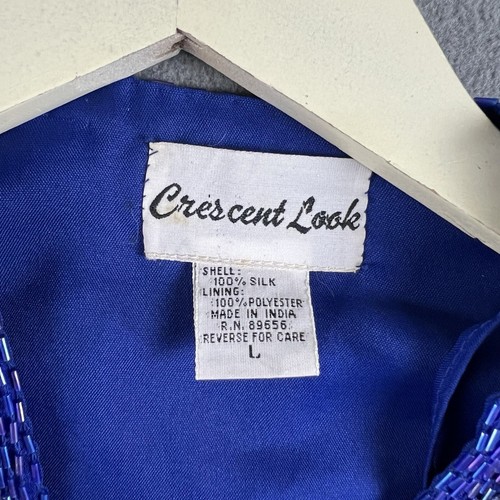 Crescent Look
SHELL:
100% SILK
LINING:
100% POLYESTER
MADE IN INDIA
R.N. 89656
REVERSE FOR CARE
L